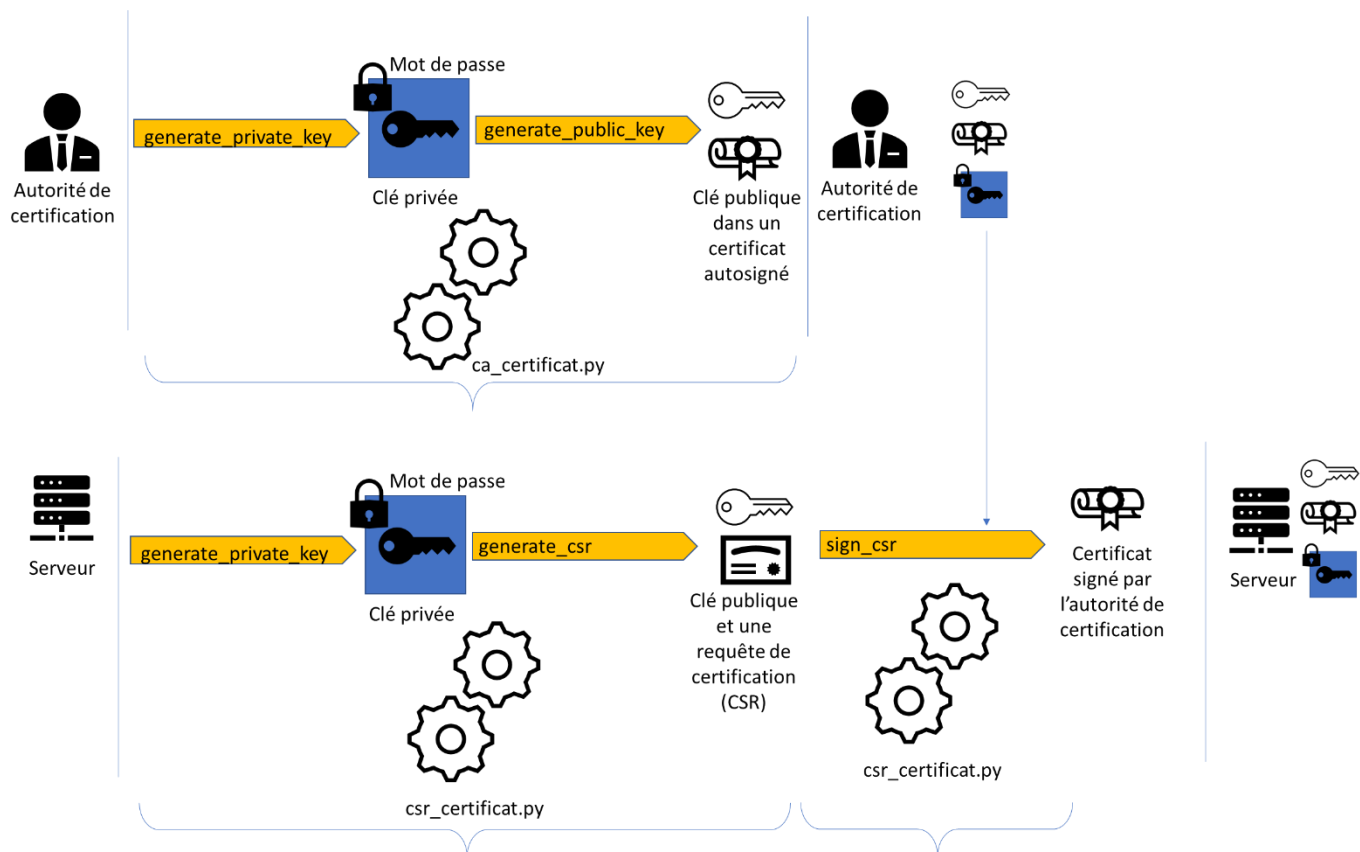 Mot de passe
generate_private_key
generate_public_key
Autorité de
certification
Clé privée
Clé publique
dans un
certificat
autosigné
Autorité de
certification
ca_certificat.py
Mot de passe
generate_private_key
generate_csr
sign_csr
Serveur
Clé privée
Clé publique
et une
requête de
certification
(CSR)
Certificat
signé par
l'autorité de
certification
Serveur
csr_certificat.py
csr_certificat.py